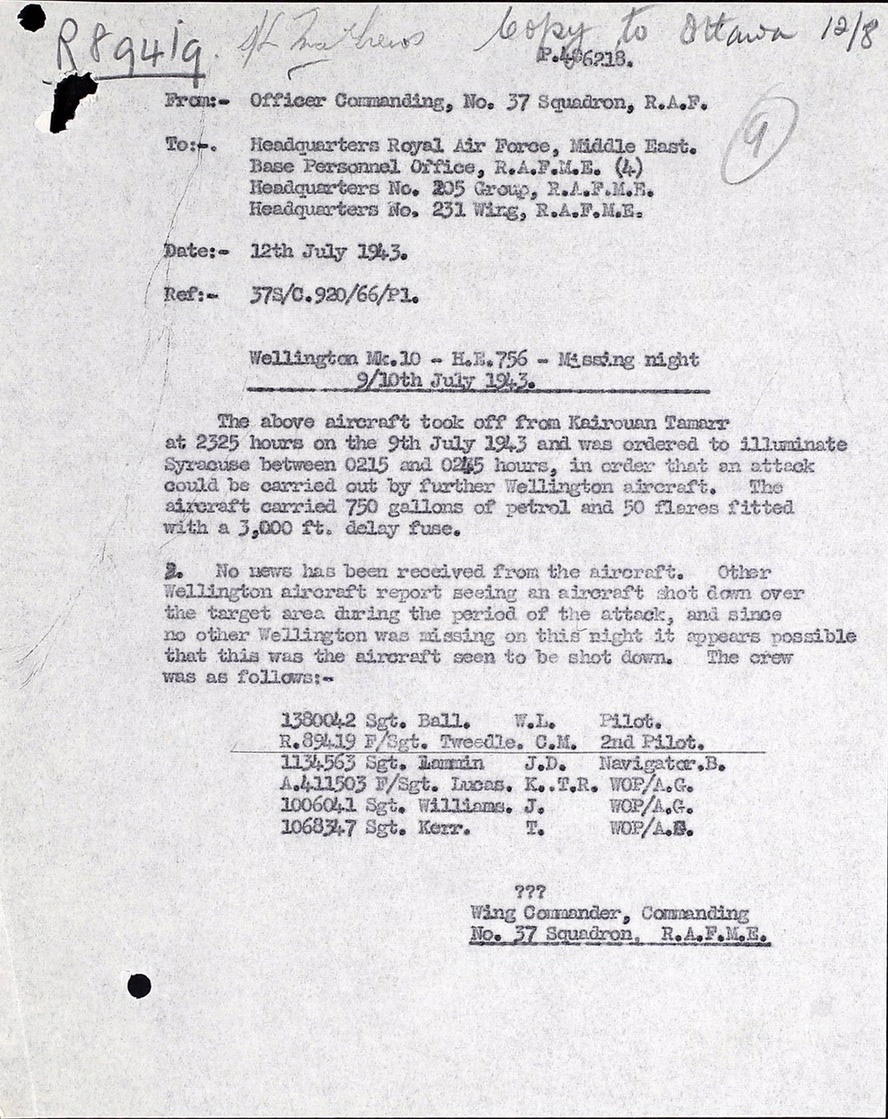 R 89419. S/L Mathews Copy to Ottawa 12/8
P.406218.
From:- Officer Commanding, No. 37 Squadron, R.A.F.
9
To:-. Headquarters Royal Air Force, Middle East.
Base Personnel Office, R.A.F.M.E. (4)
Headquarters No. 205 Group, R.A.F.M.E.
Headquarters No. 231 Wing, R.A.F.M.E.
Date:- 12th July 1943.
Ref:- 37S/C.920/66/P1.
Wellington Mk.10 - H.E.756 - Missing night
9/10th July 1943.
The above aircraft took off from Kairouan Tamarr
at 2325 hours on the 9th July 1943 and was ordered to illuminate
Syracuse between 0215 and 0245 hours, in order that an attack
could be carried out by further Wellington aircraft. The
aircraft carried 750 gallons of petrol and 50 flares fitted
with a 3,000 ft. delay fuse.
2. No news has been received from the aircraft. Other
Wellington aircraft report seeing an aircraft shot down over
the target area during the period of the attack, and since
no other Wellington was missing on this night it appears possible
that this was the aircraft seen to be shot down. The crew
was as follows:-
1380042 Sgt. Ball. W.L. Pilot.
R.89419 F/Sgt. Tweedle. C.M. 2nd Pilot.
1134563 Sgt. Lammin J.D. Navigator.B.
A.411503 F/Sgt. Lucas. K..T.R. WOP/A.G.
1006041 Sgt. Williams. J. WOP/A.G.
1068347 Sgt. Kerr. T. WOP/A.G.
???
Wing Commander, Commanding
No. 37 Squadron, R.A.F.M.E.